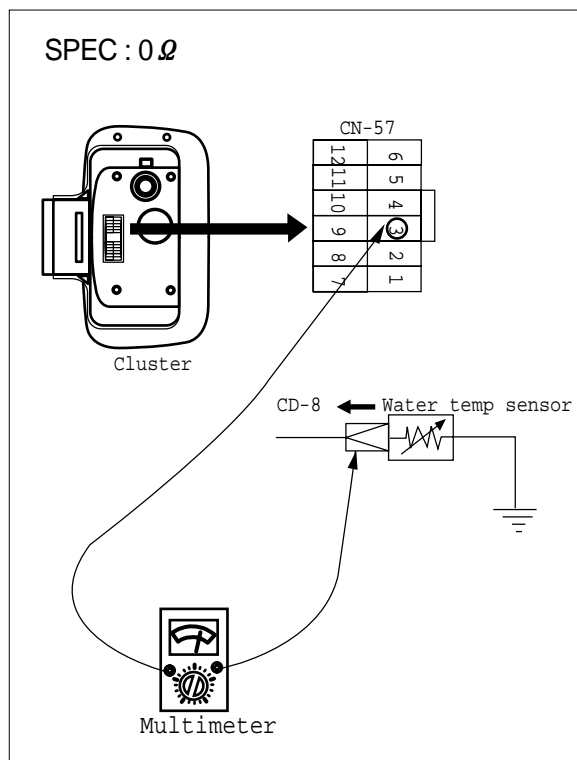 SPEC : 0 Ω
CN-57
12 6
11 5
10 4
9 3
8 2
7 1
Cluster
CD-8 Water temp sensor
Multimeter